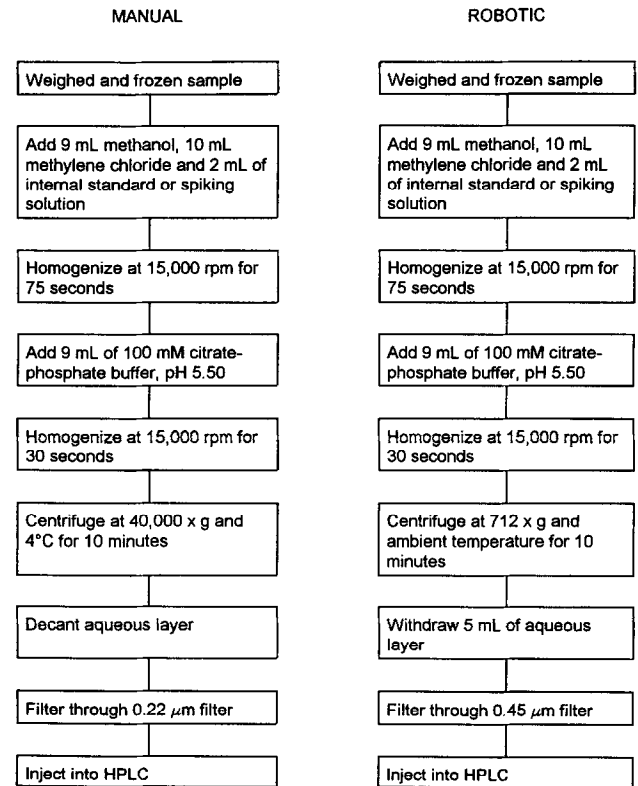 MANUAL
Weighed and frozen sample
Add 9 mL methanol, 10 mL
methylene chloride and 2 mL of
internal standard or spiking
solution
Homogenize at 15,000 rpm for
75 seconds
Add 9 mL of 100 mM citrate-
phosphate buffer, pH 5.50
Homogenize at 15,000 rpm for
30 seconds
Centrifuge at 40,000 x g and
4°C for 10 minutes
Decant aqueous layer
Filter through 0.22 μm filter
Inject into HPLC
ROBOTIC
Weighed and frozen sample
Add 9 mL methanol, 10 mL
methylene chloride and 2 mL
of internal standard or spiking
solution
Homogenize at 15,000 rpm for
75 seconds
Add 9 mL of 100 mM citrate-
phosphate buffer, pH 5.50
Homogenize at 15,000 rpm for
30 seconds
Centrifuge at 712 x g and
ambient temperature for 10
minutes
Withdraw 5 mL of aqueous
layer
Filter through 0.45 μm filter
Inject into HPLC